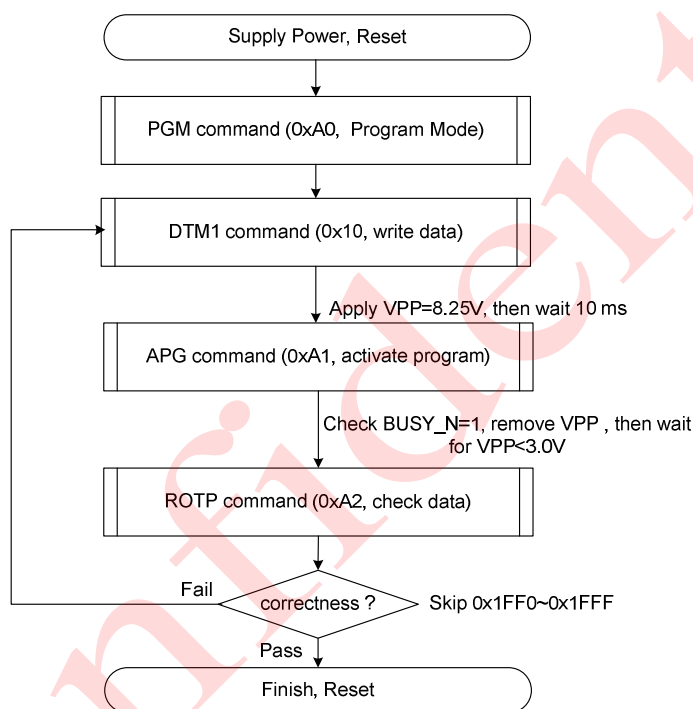 Supply Power, Reset
PGM command (0xA0, Program Mode)
DTM1 command (0x10, write data)
Apply VPP=8.25V, then wait 10 ms
APG command (0xA1, activate program)
Check BUSY_N=1, remove VPP , then wait
for VPP<3.0V
ROTP command (0xA2, check data)
Fail
correctness ?
Skip 0x1FF0~0x1FFF
Pass
Finish, Reset
nfident